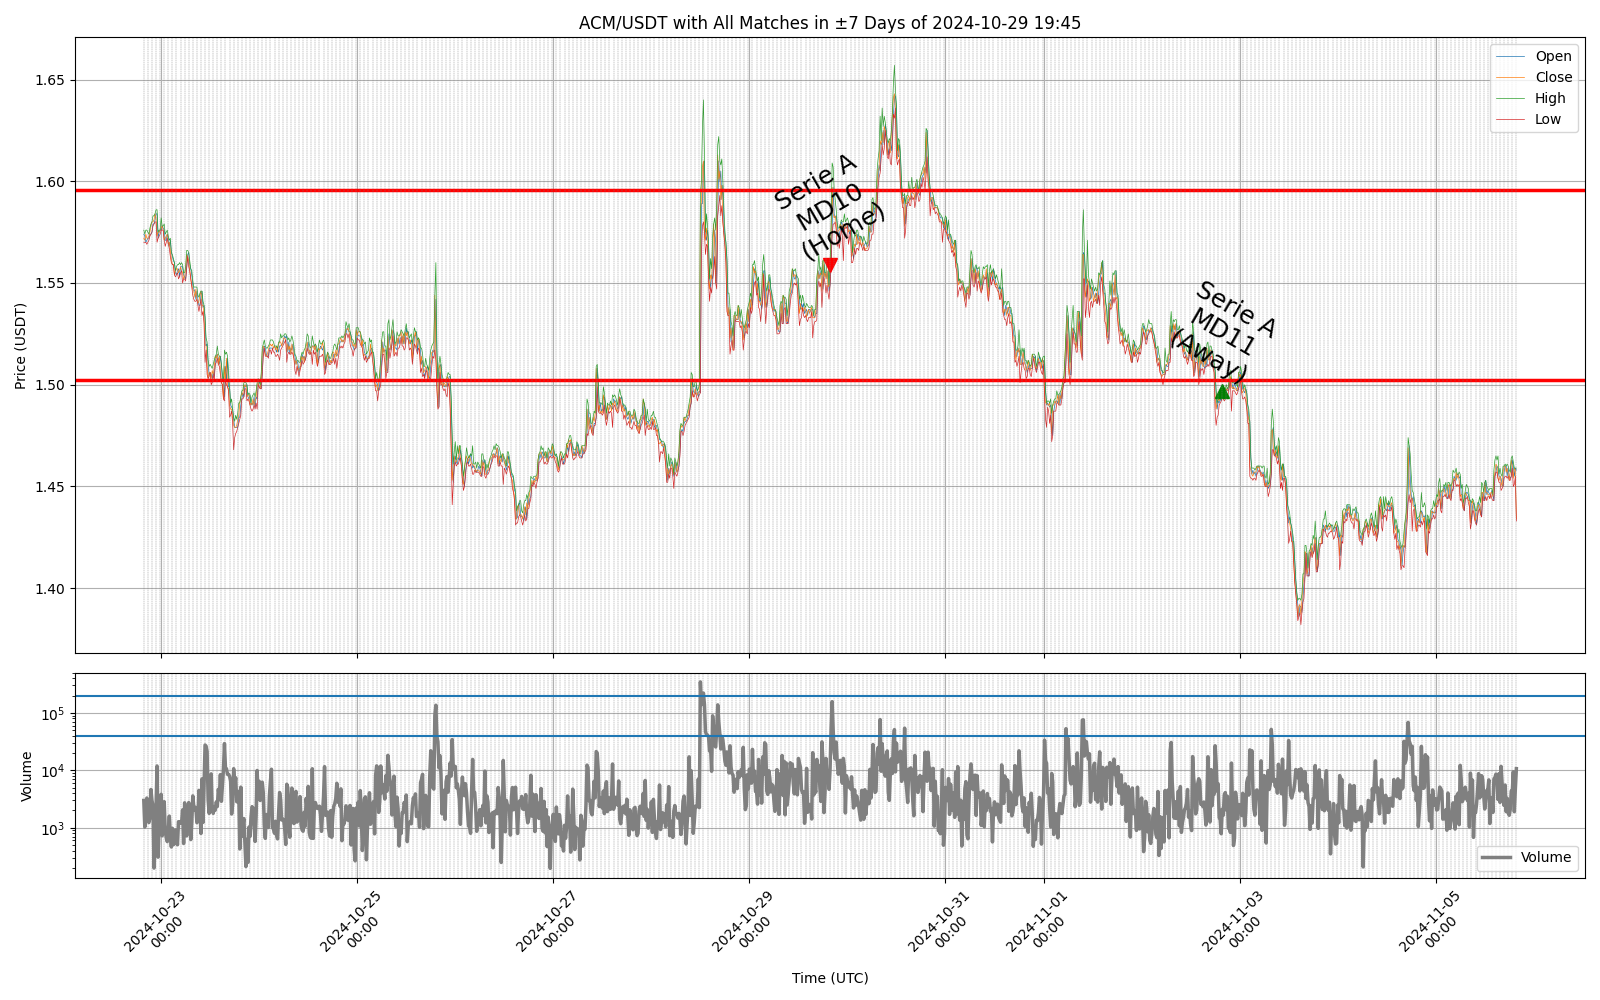 ACM/USDT with All Matches in ±7 Days of 2024-10-29 19:45
Price (USDT)
1.65
1.60
1.55
1.50
1.45
1.40
Open
Close
High
Low
Serie A
MD10
(Home)
Serie A
MD11
(Away)
Volume
10^5
10^4
10^3
Volume
2024-10-23
00:00
2024-10-25
00:00
2024-10-27
00:00
2024-10-29
00:00
2024-10-31
00:00
2024-11-01
00:00
2024-11-03
00:00
2024-11-05
00:00
Time (UTC)